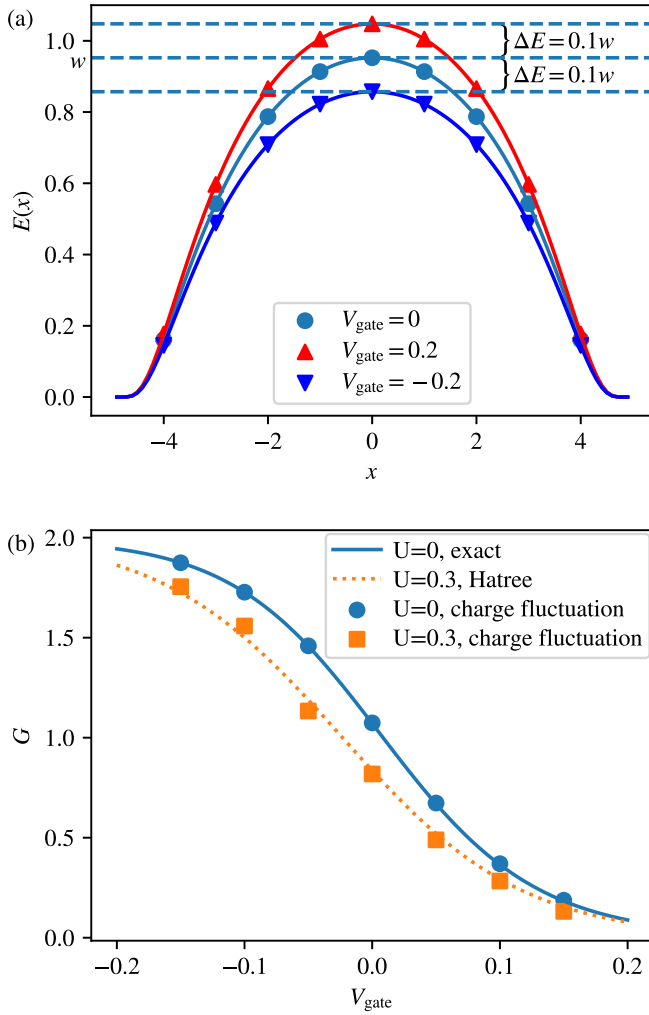 (a)
1.0
w
0.8
0.6
0.4
0.2
0.0
E(x)
} ΔE = 0.1w
} ΔE = 0.1w
V_gate = 0
V_gate = 0.2
V_gate = −0.2
−4 −2 0 2 4
x
(b)
2.0
1.5
1.0
0.5
0.0
G
U=0, exact
U=0.3, Hatree
U=0, charge fluctuation
U=0.3, charge fluctuation
−0.2 −0.1 0.0 0.1 0.2
V_gate